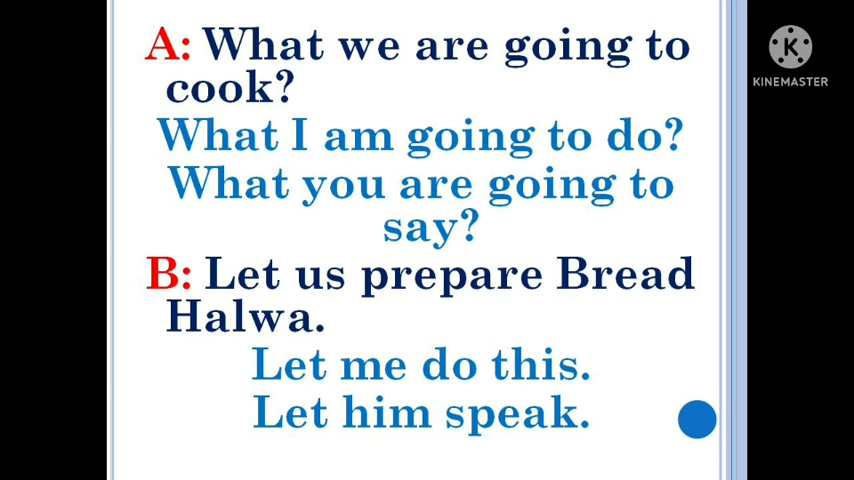 A: What we are going to
cook?
What I am going to do?
What you are going to
say?
B: Let us prepare Bread
Halwa.
Let me do this.
Let him speak.
K
KINEMASTER